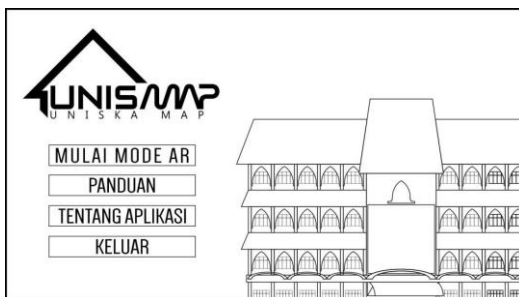 UNISMAP
UNISKA MAP
MULAI MODE AR
PANDUAN
TENTANG APLIKASI
KELUAR